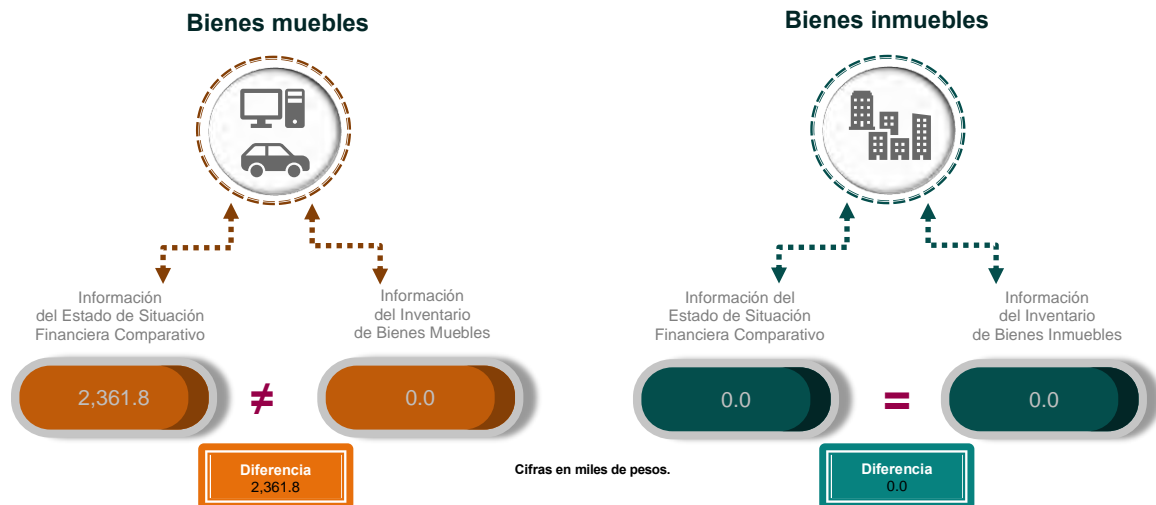 Bienes muebles
Información
del Estado de Situación
Financiera Comparativo
Información
del Inventario
de Bienes Muebles
2,361.8
≠
0.0
Diferencia
2,361.8
Bienes inmuebles
Información del
Estado de Situación
Financiera Comparativo
Información
del Inventario
de Bienes Inmuebles
0.0
=
0.0
Diferencia
0.0
Cifras en miles de pesos.